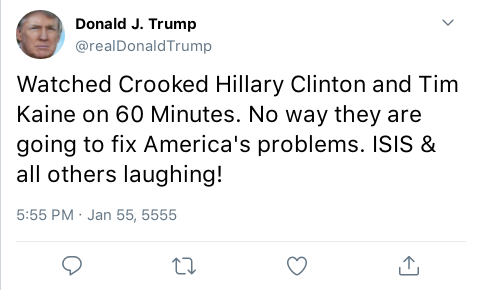 Donald J. Trump
@realDonaldTrump
Watched Crooked Hillary Clinton and Tim
Kaine on 60 Minutes. No way they are
going to fix America's problems. ISIS &
all others laughing!
5:55 PM · Jan 55, 5555